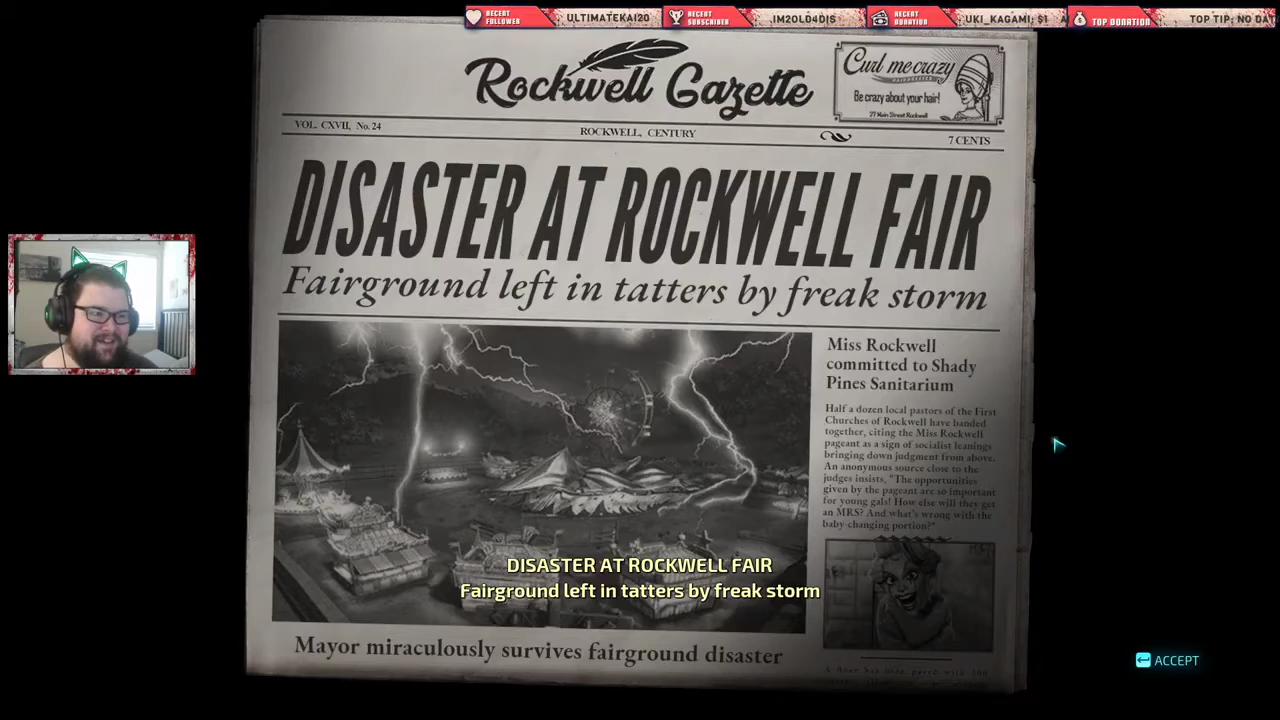 RECENT FOLLOWER
ULTIMATEKAI20
RECENT SUBSCRIBER
IM2OLD4DIS
RECENT DONATION
UKI_KAGAMI: $1
TOP DONATION
TOP TIP: NO DAT
Rockwell Gazette
Curl me crazy
Be crazy about your hair!
27 Main Street Rockwell
VOL. CXVII, No. 24
ROCKWELL, CENTURY
7 CENTS
DISASTER AT ROCKWELL FAIR
Fairground left in tatters by freak storm
Miss Rockwell
committed to Shady
Pines Sanitarium
Half a dozen local pastors of the First
Churches of Rockwell have banded
together, citing the Miss Rockwell
pageant as a sign of socialist leanings
bringing down judgment from above.
An anonymous source close to the
judges insists, "The opportunities
given by the pageant are so important
for young gals! How else will they get
an MRS? And what's wrong with the
baby-changing portion?"
DISASTER AT ROCKWELL FAIR
Fairground left in tatters by freak storm
Mayor miraculously survives fairground disaster
ACCEPT